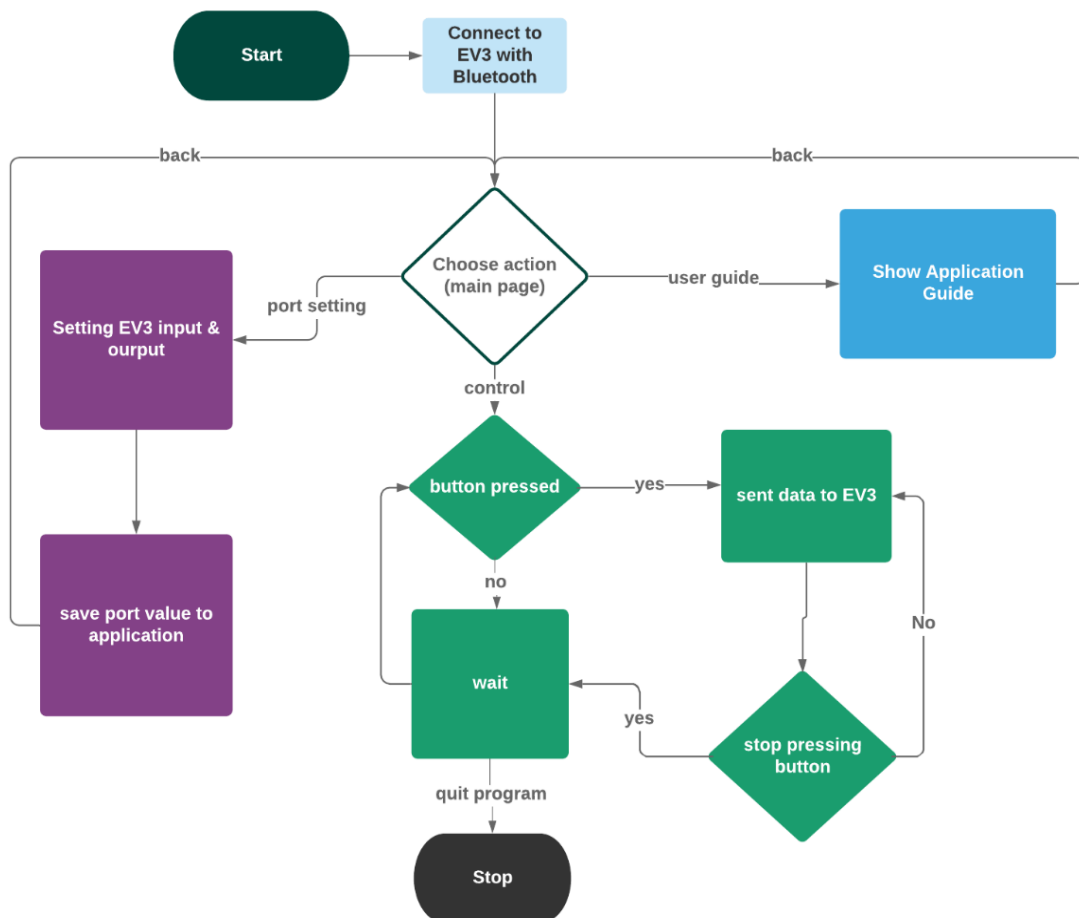 Start
Connect to
EV3 with
Bluetooth
back
back
Choose action
(main page)
user guide
Show Application
Guide
port setting
Setting EV3 input &
ourput
control
button pressed
yes
sent data to EV3
no
No
save port value to
application
wait
yes
stop pressing
button
quit program
Stop